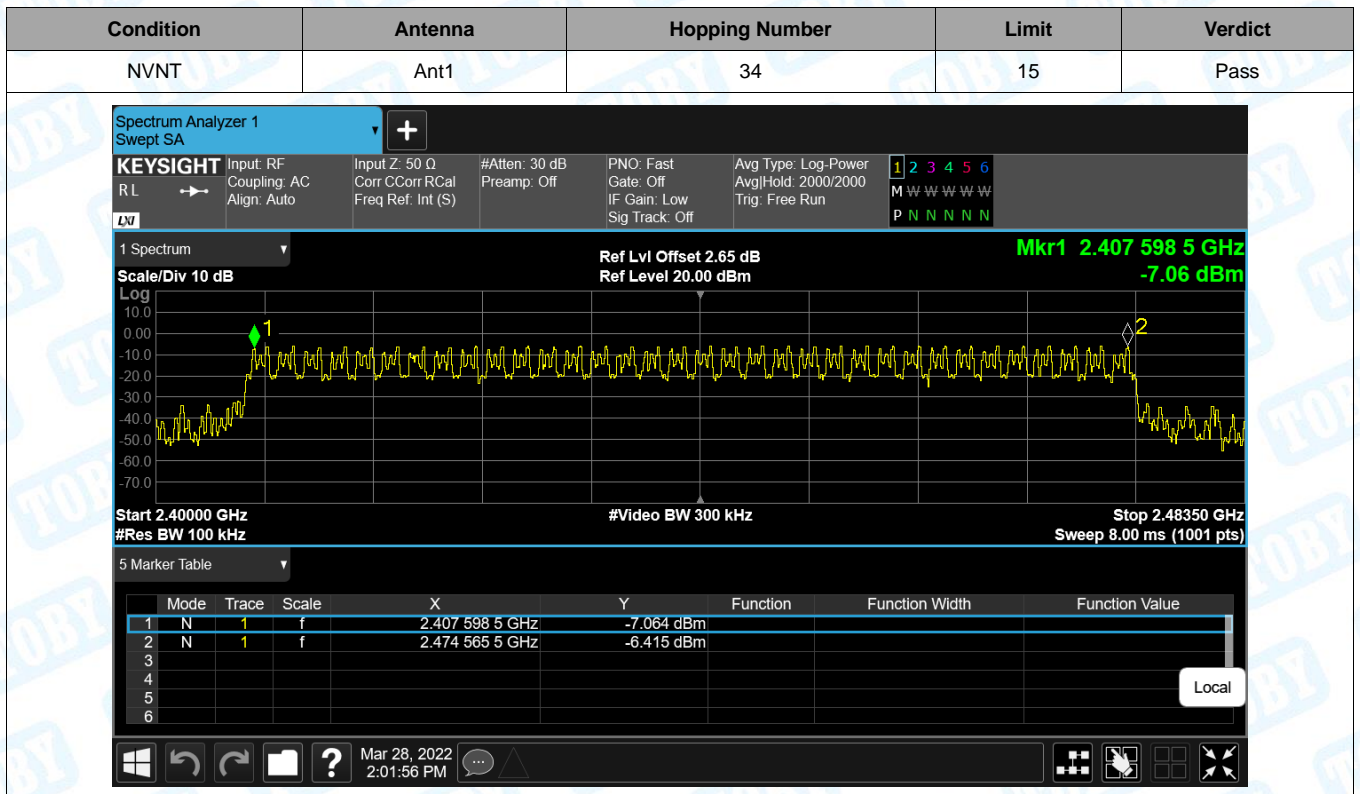 Condition Antenna Hopping Number Limit Verdict
NVNT Ant1 34 15 Pass
Spectrum Analyzer 1
Swept SA
KEYSIGHT Input: RF Input Z: 50 Ω #Atten: 30 dB PNO: Fast Avg Type: Log-Power 1 2 3 4 5 6
R L Coupling: AC Corr CCorr RCal Preamp: Off Gate: Off Avg|Hold: 2000/2000 M W W W W W
Align: Auto Freq Ref: Int (S) IF Gain: Low Trig: Free Run
LXI Sig Track: Off P N N N N N
1 Spectrum Ref Lvl Offset 2.65 dB Mkr1 2.407 598 5 GHz
Scale/Div 10 dB Ref Level 20.00 dBm -7.06 dBm
Log
10.0
0.00
-10.0
-20.0
-30.0
-40.0
-50.0
-60.0
-70.0
1
2
Start 2.40000 GHz #Video BW 300 kHz Stop 2.48350 GHz
#Res BW 100 kHz Sweep 8.00 ms (1001 pts)
5 Marker Table
Mode Trace Scale X Y Function Function Width Function Value
1 N 1 f 2.407 598 5 GHz -7.064 dBm
2 N 1 f 2.474 565 5 GHz -6.415 dBm
3
4
5
6
Local
Mar 28, 2022
2:01:56 PM
TOBY